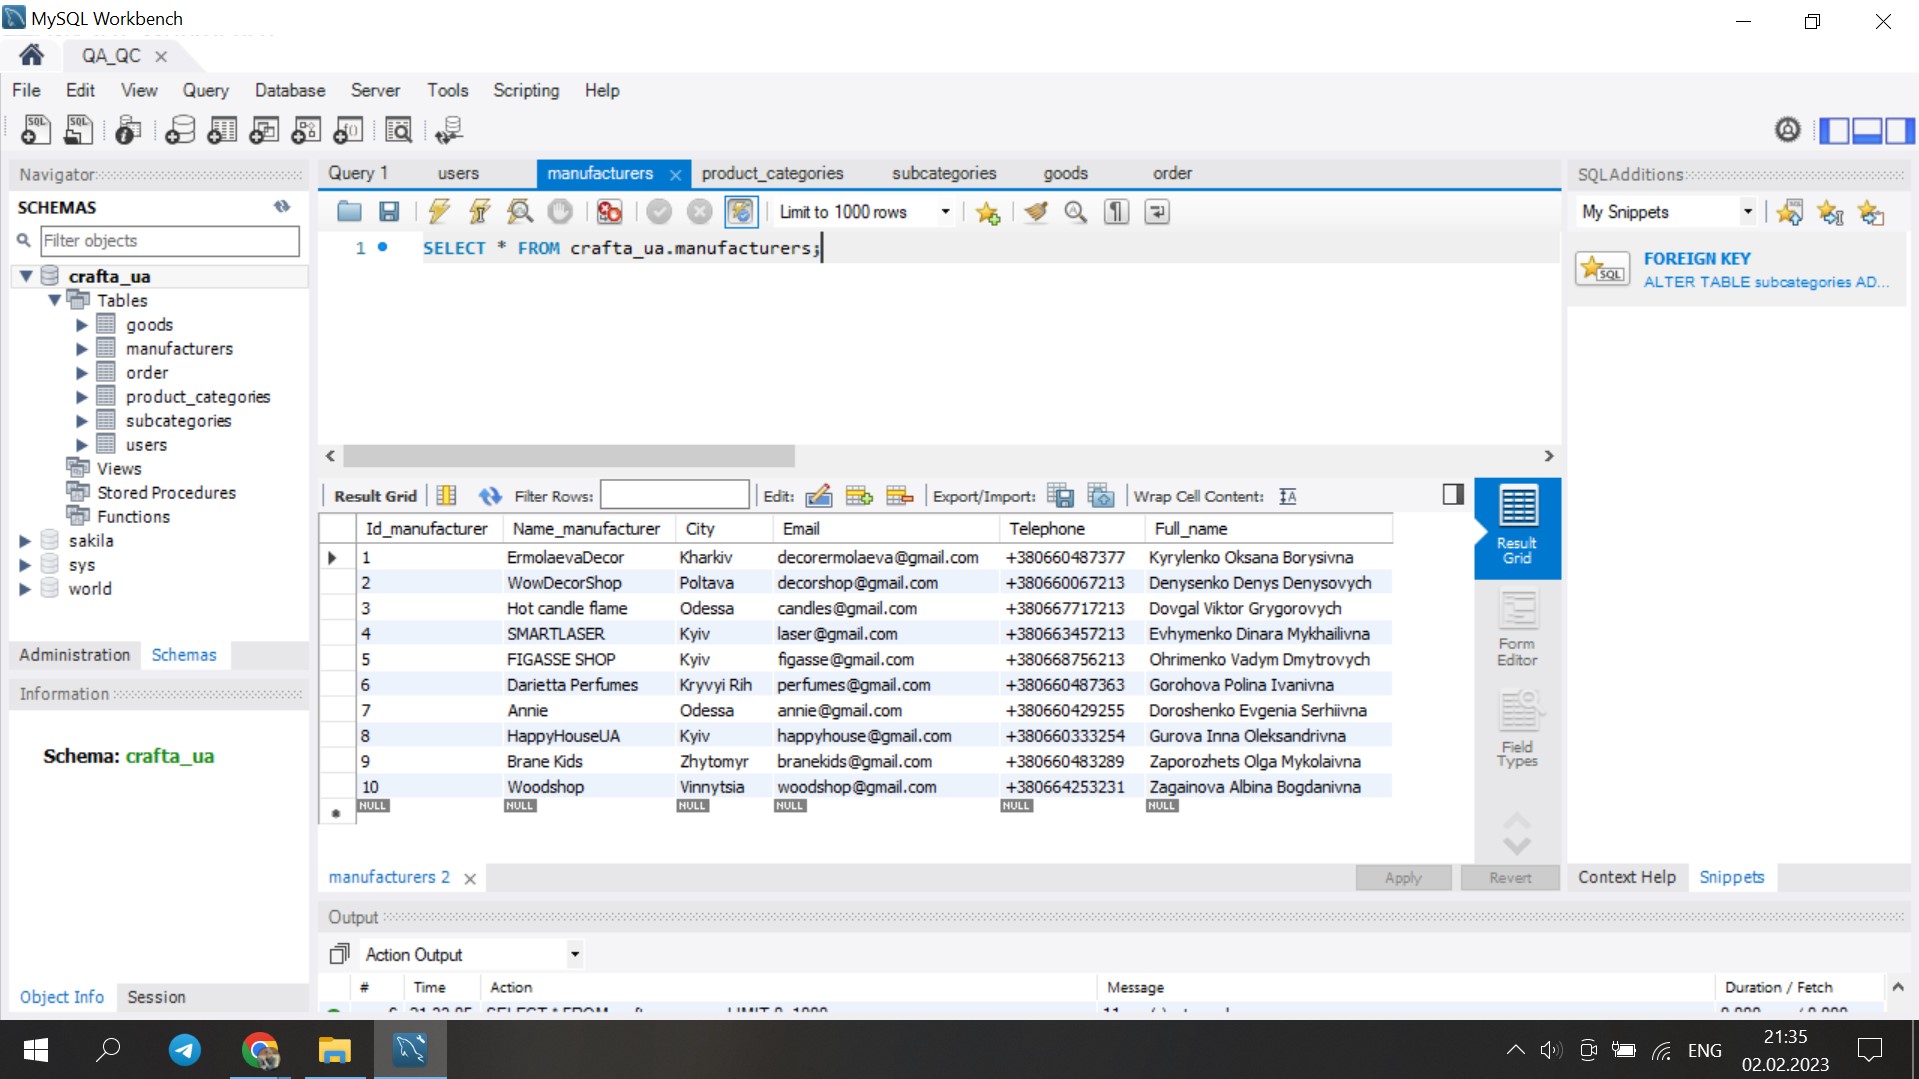 MySQL Workbench
QA_QC
File Edit View Query Database Server Tools Scripting Help
Navigator
SCHEMAS
Filter objects
crafta_ua
Tables
goods
manufacturers
order
product_categories
subcategories
users
Views
Stored Procedures
Functions
sakila
sys
world
Administration Schemas
Information
Schema: crafta_ua
Object Info Session
Query 1 users manufacturers product_categories subcategories goods order
Limit to 1000 rows
1 SELECT * FROM crafta_ua.manufacturers;
Result Grid Filter Rows: Edit: Export/Import: Wrap Cell Content:
Id_manufacturer Name_manufacturer City Email Telephone Full_name
1 ErmolaevaDecor Kharkiv decorermolaeva@gmail.com +380660487377 Kyrylenko Oksana Borysivna
2 WowDecorShop Poltava decorshop@gmail.com +380660067213 Denysenko Denys Denysovych
3 Hot candle flame Odessa candles@gmail.com +380667717213 Dovgal Viktor Grygorovych
4 SMARTLASER Kyiv laser@gmail.com +380663457213 Evhymenko Dinara Mykhailivna
5 FIGASSE SHOP Kyiv figasse@gmail.com +380668756213 Ohrimenko Vadym Dmytrovych
6 Darietta Perfumes Kryvyi Rih perfumes@gmail.com +380660487363 Gorohova Polina Ivanivna
7 Annie Odessa annie@gmail.com +380660429255 Doroshenko Evgenia Serhiivna
8 HappyHouseUA Kyiv happyhouse@gmail.com +380660333254 Gurova Inna Oleksandrivna
9 Brane Kids Zhytomyr branekids@gmail.com +380660483289 Zaporozhets Olga Mykolaivna
10 Woodshop Vinnytsia woodshop@gmail.com +380664253231 Zagainova Albina Bogdanivna
NULL NULL NULL NULL NULL NULL
Result
Grid
Form
Editor
Field
Types
manufacturers 2
Apply Revert
SQLAdditions
My Snippets
SQL
FOREIGN KEY
ALTER TABLE subcategories AD...
Context Help Snippets
Output
Action Output
# Time Action Message Duration / Fetch
ENG
21:35
02.02.2023